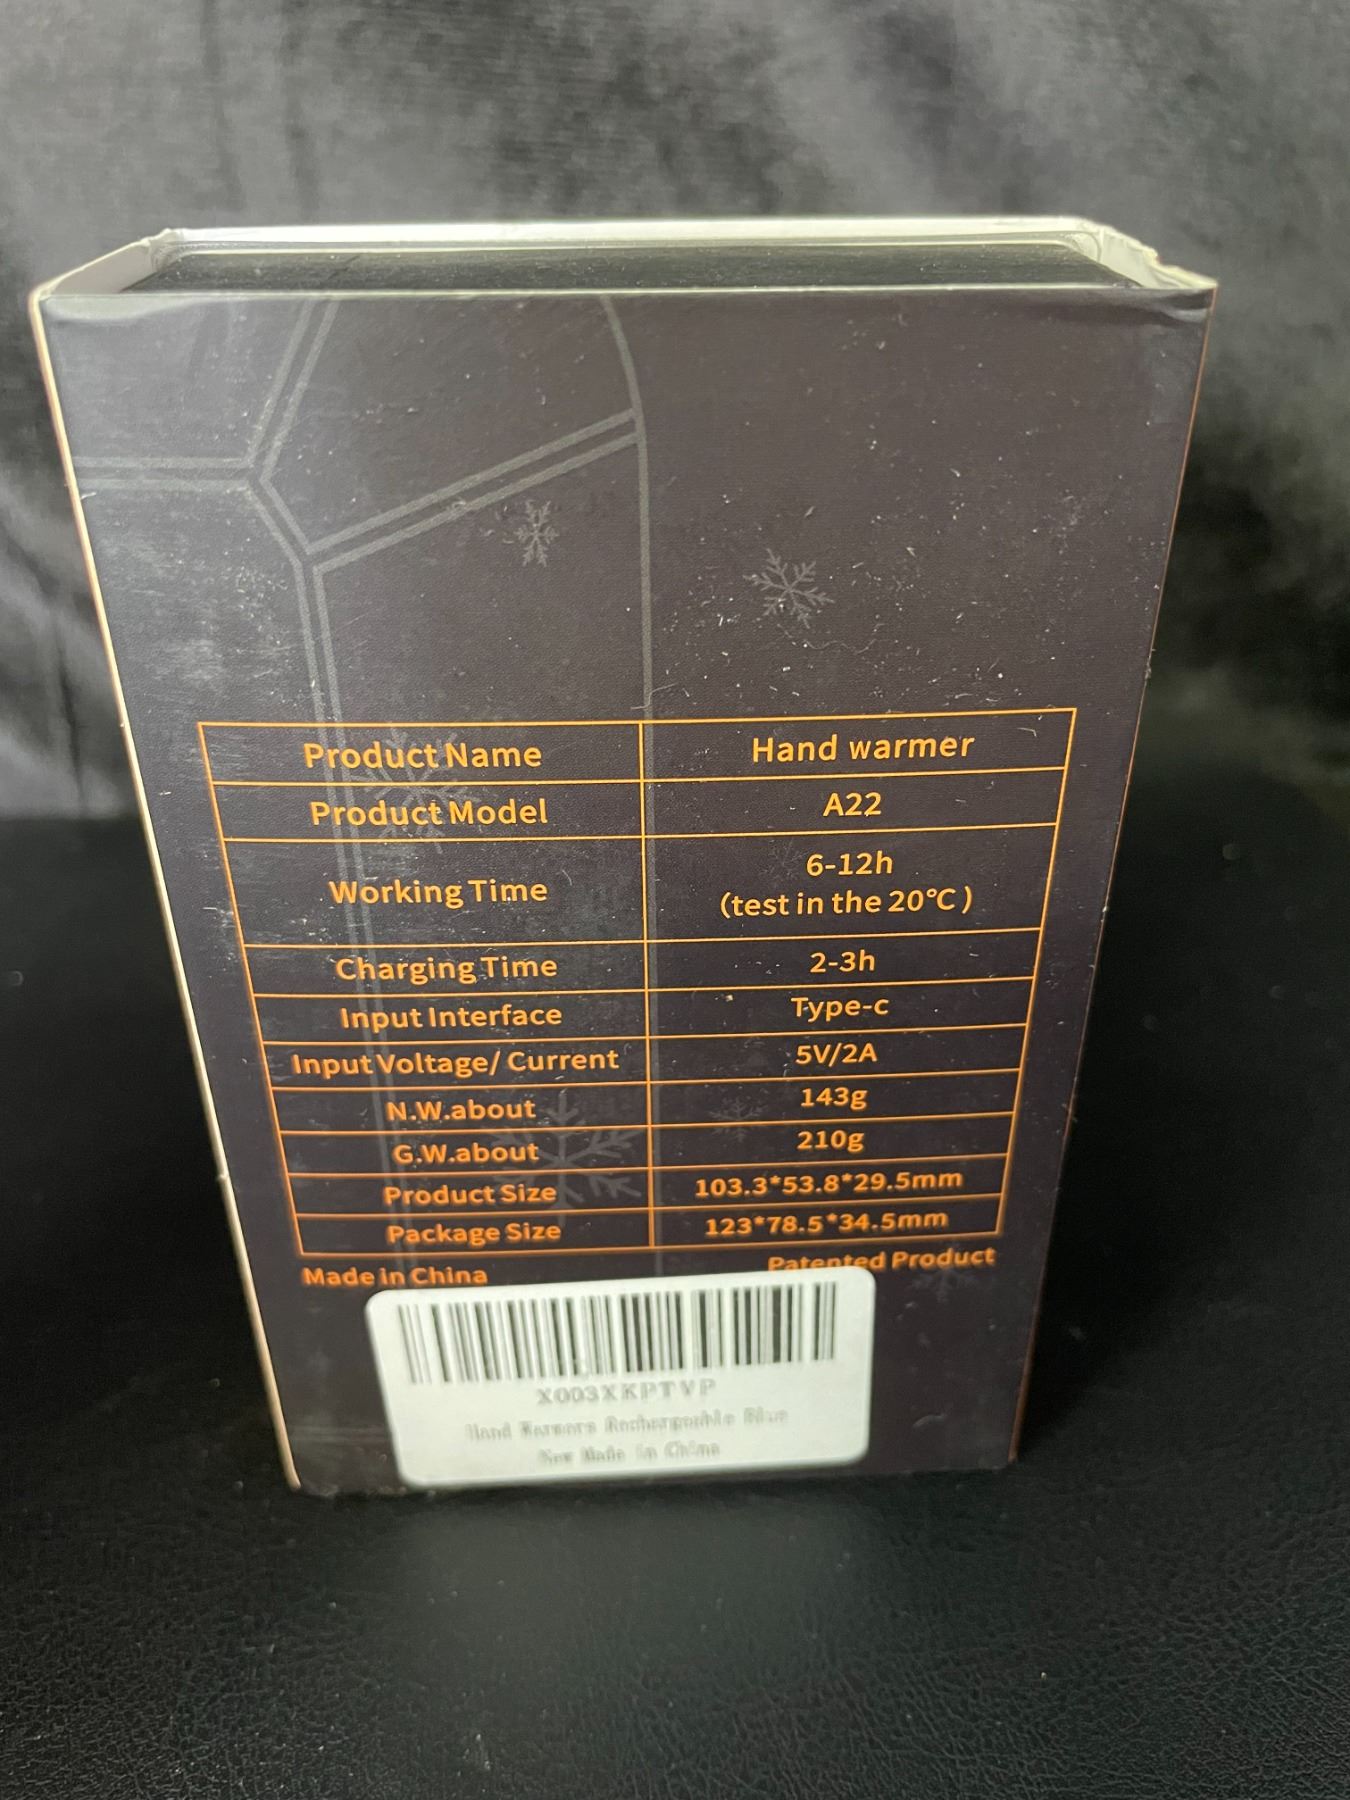 Product Name Hand warmer
Product Model A22
Working Time 6-12h
(test in the 20°C)
Charging Time 2-3h
Input Interface Type-c
Input Voltage/ Current 5V/2A
N.W.about 143g
G.W.about 210g
Product Size 103.3*53.8*29.5mm
Package Size 123*78.5*34.5mm
Made in China Patented Product
X003XKPTVP
Hand Warmers Rechargeable Blue
New Made in China